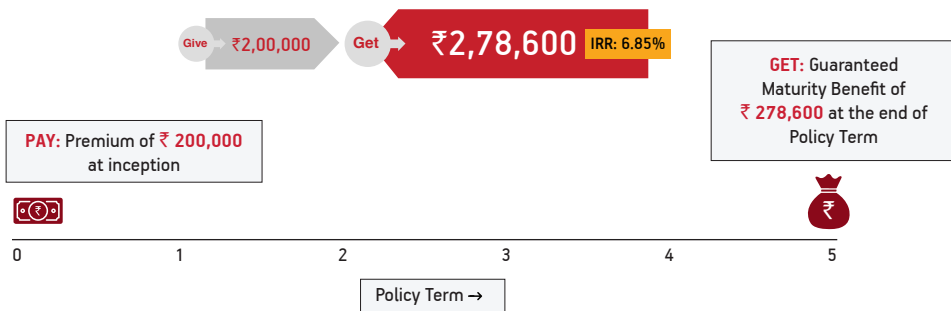 Give ₹2,00,000 Get ₹2,78,600 IRR: 6.85%
GET: Guaranteed
Maturity Benefit of
₹ 278,600 at the end of
Policy Term
PAY: Premium of ₹ 200,000
at inception
₹
₹
0 1 2 3 4 5
Policy Term →